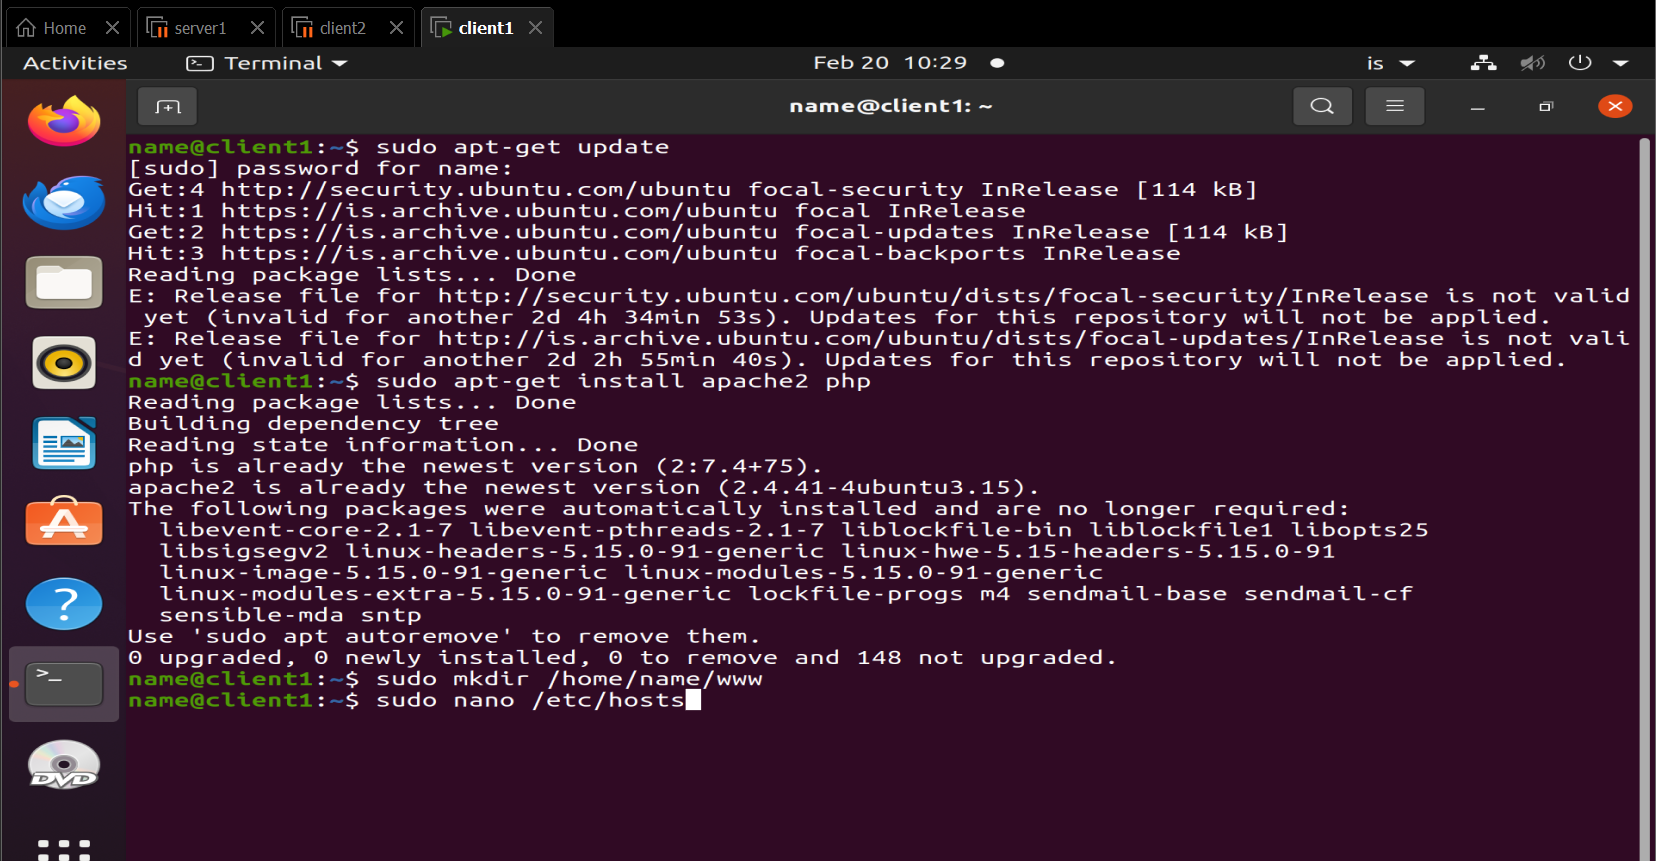 Home
server1
client2
client1
Activities
Terminal
Feb 20 10:29
is
name@client1: ~
name@client1:~$ sudo apt-get update
[sudo] password for name:
Get:4 http://security.ubuntu.com/ubuntu focal-security InRelease [114 kB]
Hit:1 https://is.archive.ubuntu.com/ubuntu focal InRelease
Get:2 https://is.archive.ubuntu.com/ubuntu focal-updates InRelease [114 kB]
Hit:3 https://is.archive.ubuntu.com/ubuntu focal-backports InRelease
Reading package lists... Done
E: Release file for http://security.ubuntu.com/ubuntu/dists/focal-security/InRelease is not valid
 yet (invalid for another 2d 4h 34min 53s). Updates for this repository will not be applied.
E: Release file for http://is.archive.ubuntu.com/ubuntu/dists/focal-updates/InRelease is not vali
d yet (invalid for another 2d 2h 55min 40s). Updates for this repository will not be applied.
name@client1:~$ sudo apt-get install apache2 php
Reading package lists... Done
Building dependency tree
Reading state information... Done
php is already the newest version (2:7.4+75).
apache2 is already the newest version (2.4.41-4ubuntu3.15).
The following packages were automatically installed and are no longer required:
  libevent-core-2.1-7 libevent-pthreads-2.1-7 liblockfile-bin liblockfile1 libopts25
  libsigsegv2 linux-headers-5.15.0-91-generic linux-hwe-5.15-headers-5.15.0-91
  linux-image-5.15.0-91-generic linux-modules-5.15.0-91-generic
  linux-modules-extra-5.15.0-91-generic lockfile-progs m4 sendmail-base sendmail-cf
  sensible-mda sntp
Use 'sudo apt autoremove' to remove them.
0 upgraded, 0 newly installed, 0 to remove and 148 not upgraded.
name@client1:~$ sudo mkdir /home/name/www
name@client1:~$ sudo nano /etc/hosts
DVD